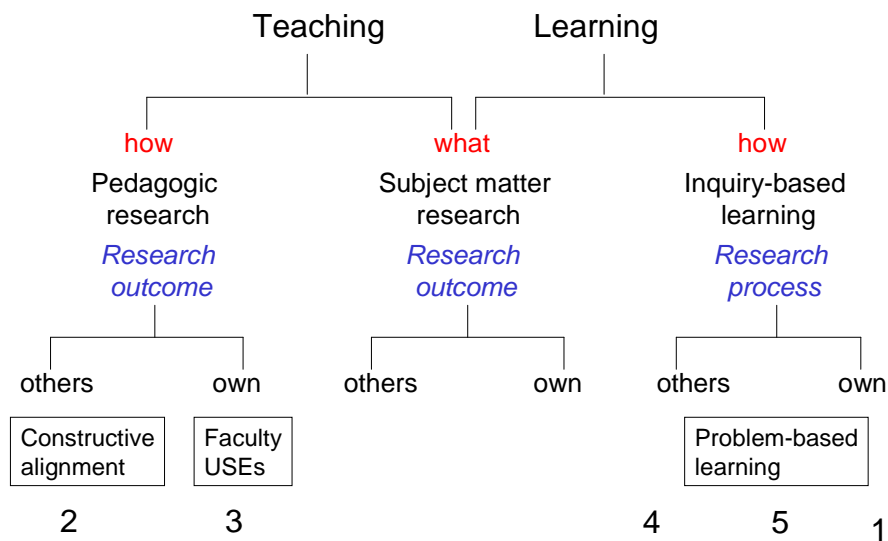 Teaching Learning
how what how
Pedagogic Subject matter Inquiry-based
research research learning
Research Research Research
outcome outcome process
others own others own others own
Constructive Faculty Problem-based
alignment USEs learning
2 3 4 5 1